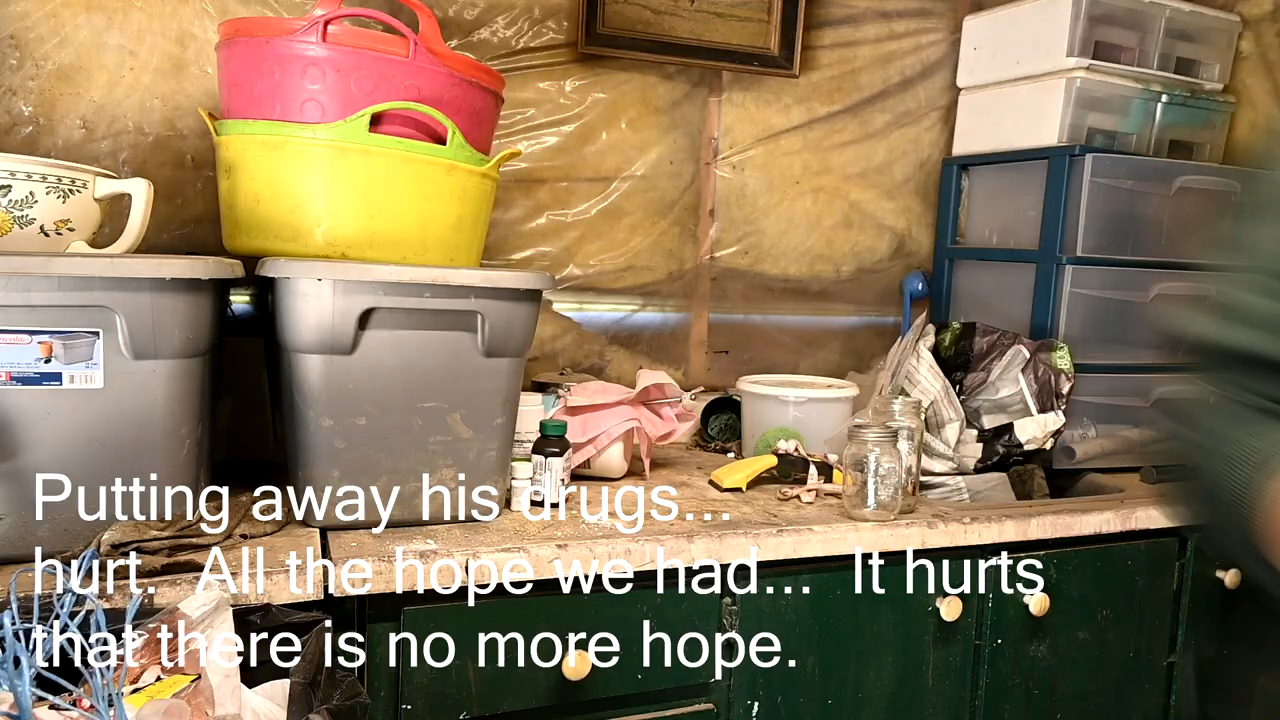 Putting away his drugs...
hurt.  All the hope we had...  It hurts
that there is no more hope.